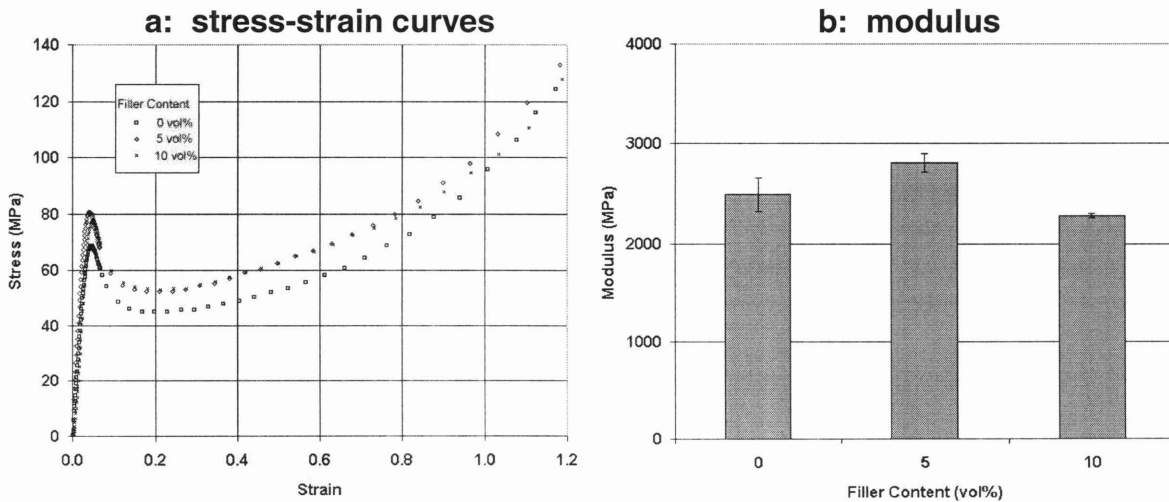 a: stress-strain curves
140
120
100
80
60
40
20
0
Stress (MPa)
Filler Content
0 vol%
5 vol%
10 vol%
0.0 0.2 0.4 0.6 0.8 1.0 1.2
Strain
b: modulus
4000
3000
2000
1000
0
Modulus (MPa)
0 5 10
Filler Content (vol%)